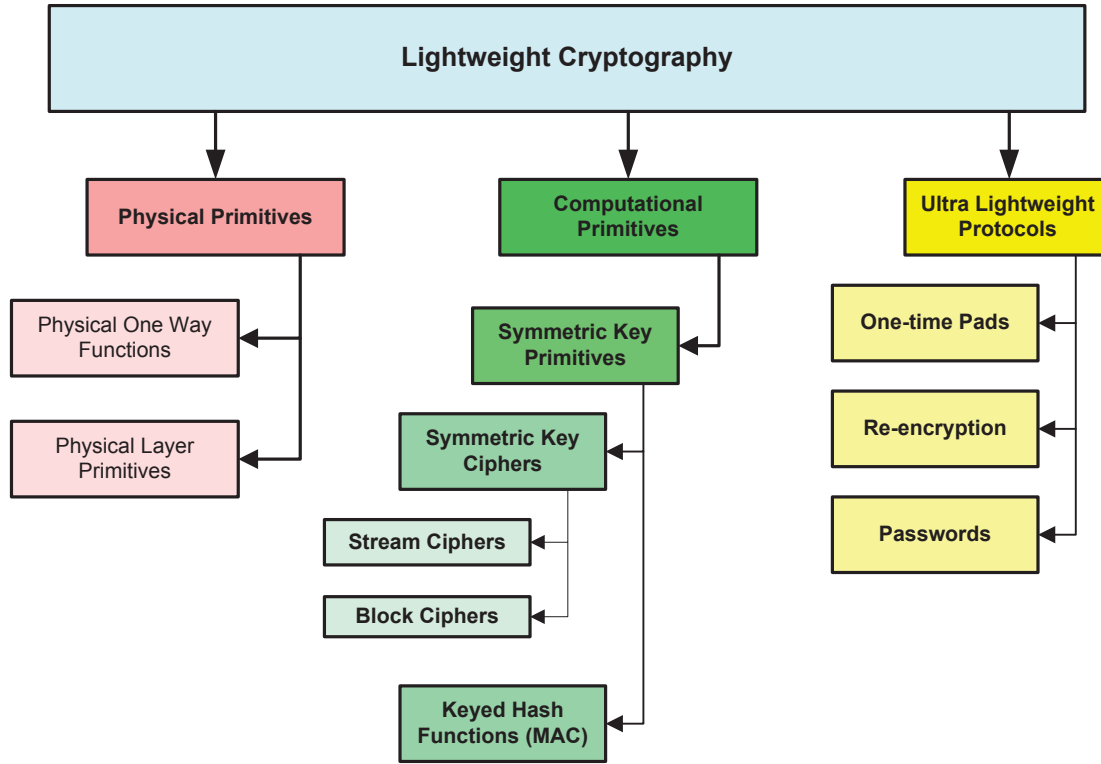 Lightweight Cryptography
Physical Primitives
Computational
Primitives
Ultra Lightweight
Protocols
Physical One Way
Functions
Physical Layer
Primitives
Symmetric Key
Primitives
Symmetric Key
Ciphers
Stream Ciphers
Block Ciphers
Keyed Hash
Functions (MAC)
One-time Pads
Re-encryption
Passwords